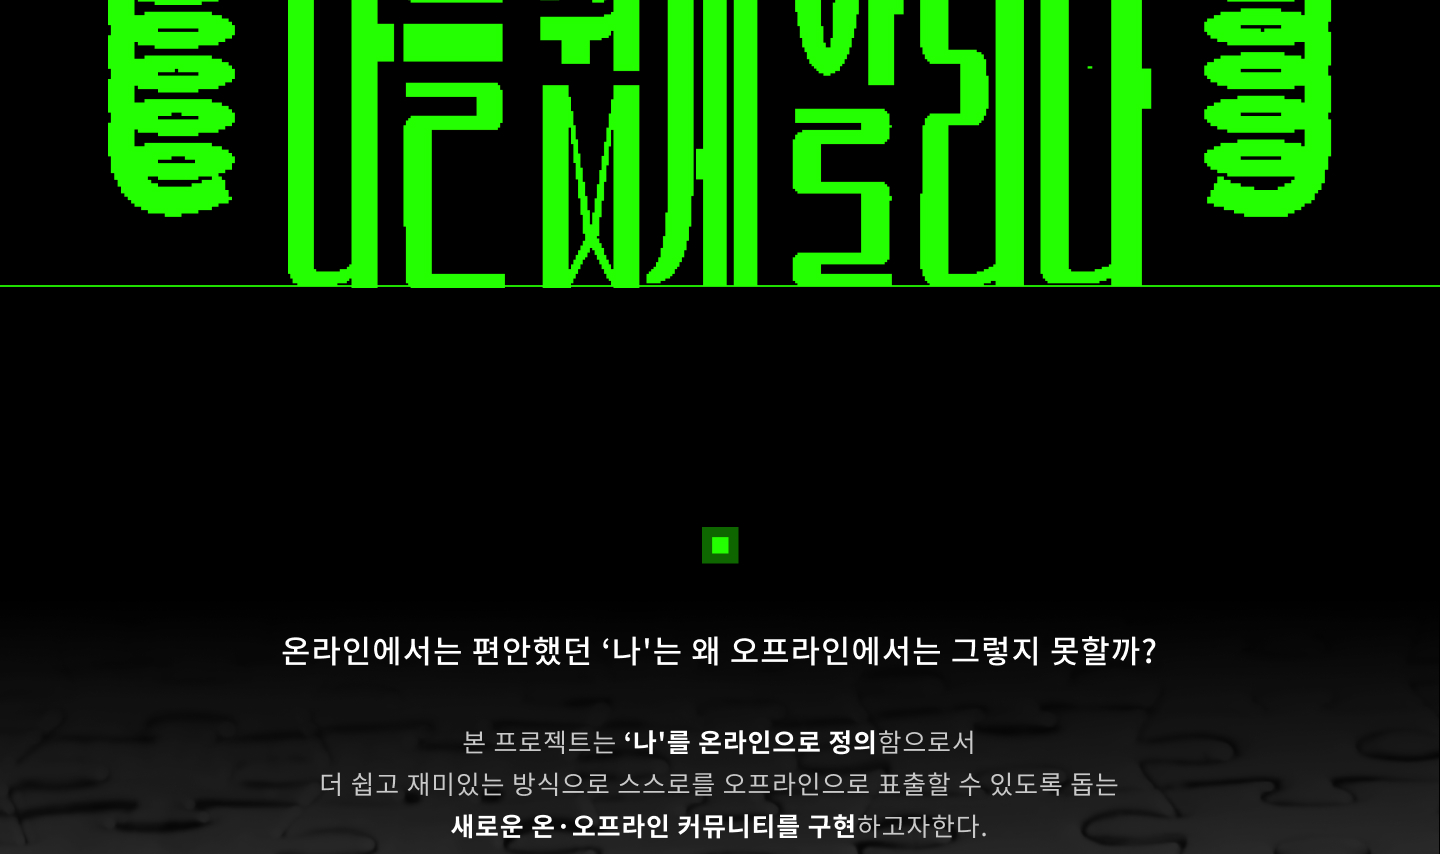 온라인에서는 편안했던 ‘나'는 왜 오프라인에서는 그렇지 못할까?
본 프로젝트는 ‘나'를 온라인으로 정의함으로서
더 쉽고 재미있는 방식으로 스스로를 오프라인으로 표출할 수 있도록 돕는
새로운 온·오프라인 커뮤니티를 구현하고자한다.